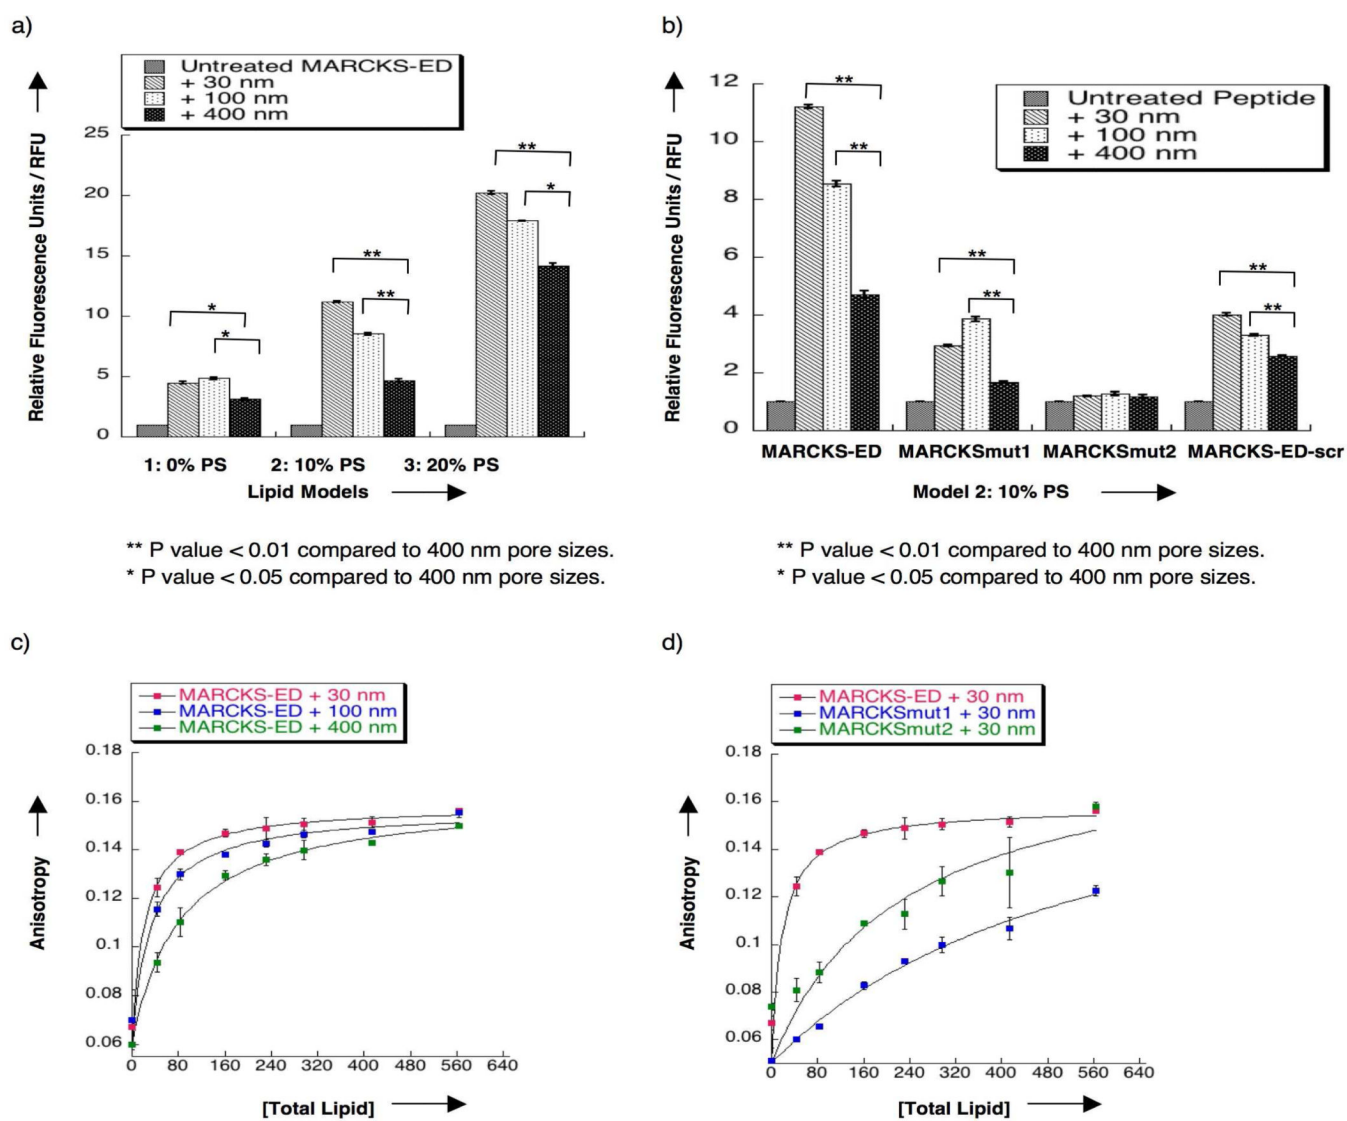 a)
Untreated MARCKS-ED
+ 30 nm
+ 100 nm
+ 400 nm
Relative Fluorescence Units / RFU
25
20
15
10
5
0
*
*
**
**
**
*
1: 0% PS
2: 10% PS
3: 20% PS
Lipid Models
** P value < 0.01 compared to 400 nm pore sizes.
* P value < 0.05 compared to 400 nm pore sizes.
b)
Untreated Peptide
+ 30 nm
+ 100 nm
+ 400 nm
Relative Fluorescence Units / RFU
12
10
8
6
4
2
0
**
**
**
**
**
**
MARCKS-ED
MARCKSmut1
MARCKSmut2
MARCKS-ED-scr
Model 2: 10% PS
** P value < 0.01 compared to 400 nm pore sizes.
* P value < 0.05 compared to 400 nm pore sizes.
c)
MARCKS-ED + 30 nm
MARCKS-ED + 100 nm
MARCKS-ED + 400 nm
Anisotropy
0.18
0.16
0.14
0.12
0.1
0.08
0.06
0 80 160 240 320 400 480 560 640
[Total Lipid]
d)
MARCKS-ED + 30 nm
MARCKSmut1 + 30 nm
MARCKSmut2 + 30 nm
Anisotropy
0.18
0.16
0.14
0.12
0.1
0.08
0.06
0 80 160 240 320 400 480 560 640
[Total Lipid]